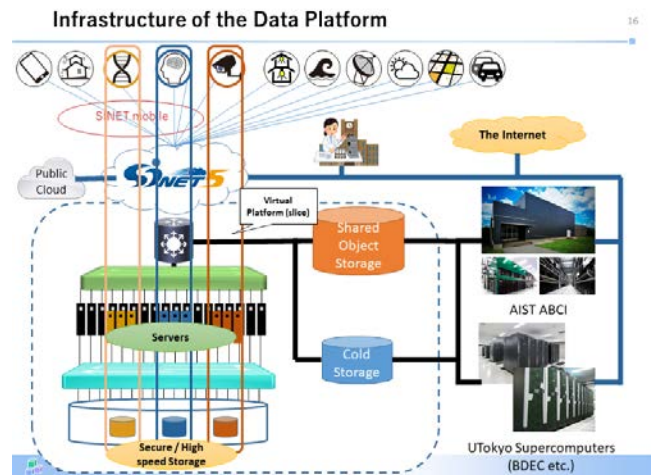 Infrastructure of the Data Platform
16
SINET mobile
The Internet
Public
Cloud
SINET5
Virtual
Platform (slice)
Shared
Object
Storage
AIST ABCI
Servers
Cold
Storage
Secure / High
speed Storage
UTokyo Supercomputers
(BDEC etc.)